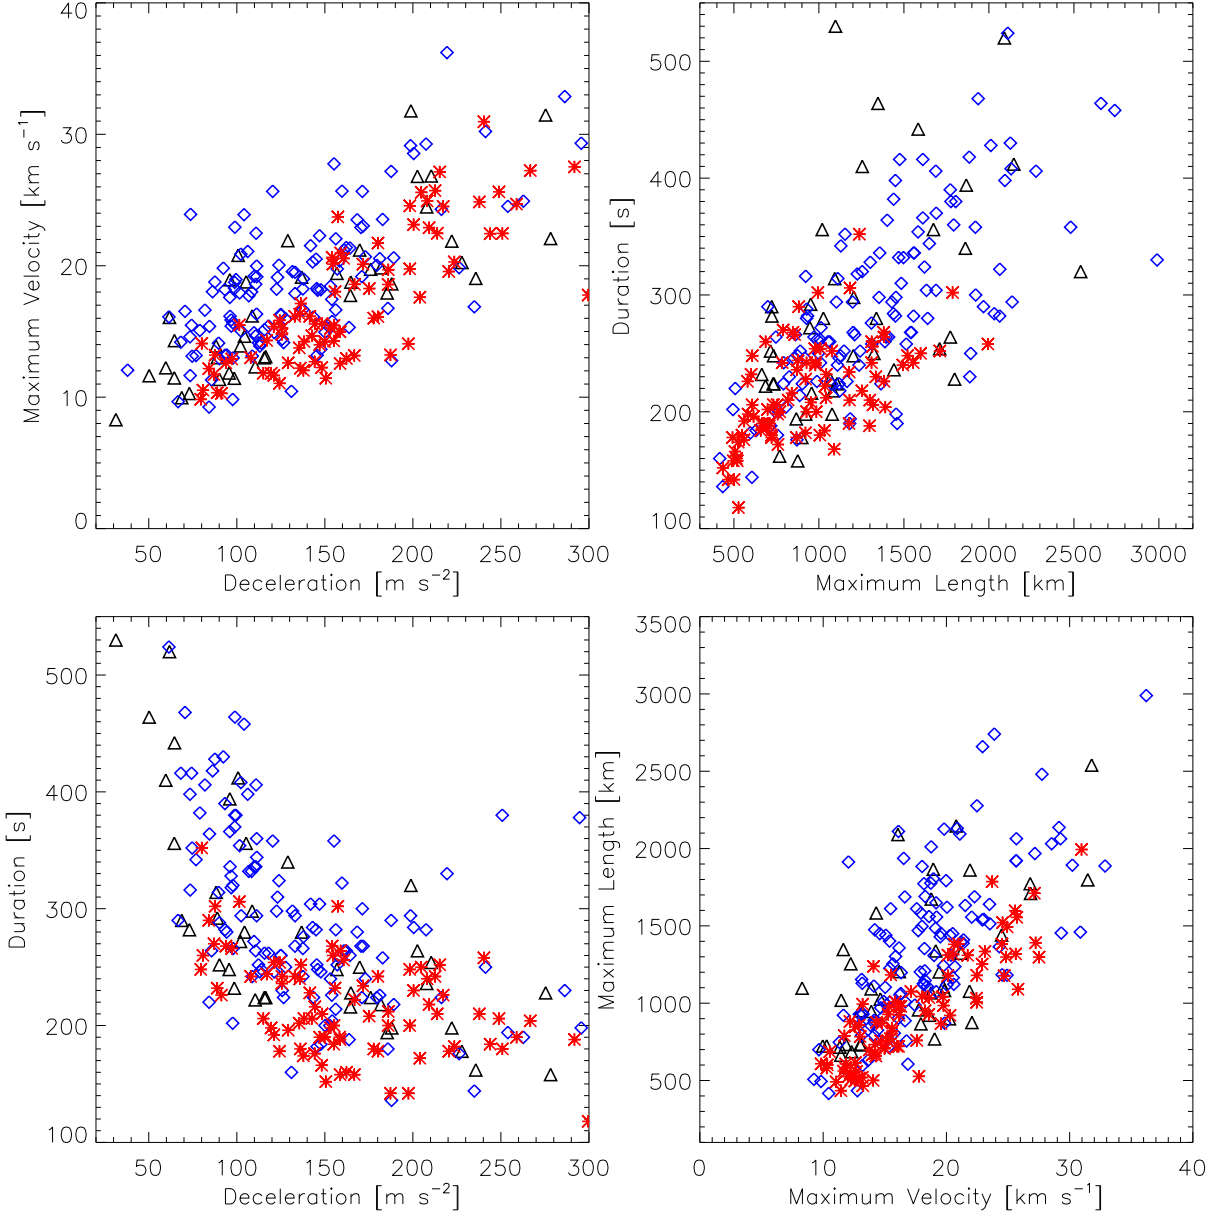 40
30
20
10
0
Maximum Velocity [km s⁻¹]
50 100 150 200 250 300
Deceleration [m s⁻²]
500
400
300
200
100
Duration [s]
500 1000 1500 2000 2500 3000
Maximum Length [km]
500
400
300
200
100
Duration [s]
50 100 150 200 250 300
Deceleration [m s⁻²]
3500
3000
2500
2000
1500
1000
500
Maximum Length [km]
0 10 20 30 40
Maximum Velocity [km s⁻¹]